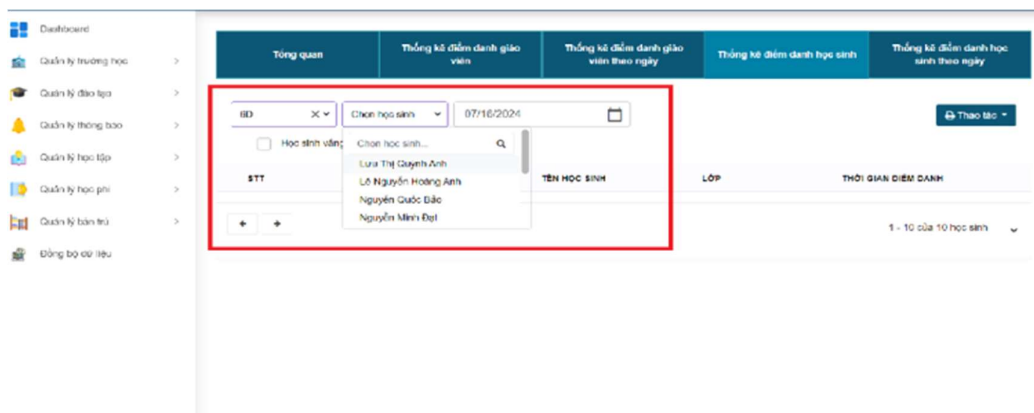 Dashboard
Quản lý trường học
Quản lý đào tạo
Quản lý thông báo
Quản lý học tập
Quản lý học phí
Quản lý bán trú
Đồng bộ dữ liệu
Tổng quan
Thống kê điểm danh giáo
viên
Thống kê điểm danh giáo
viên theo ngày
Thống kê điểm danh học sinh
Thống kê điểm danh học
sinh theo ngày
6D
Chọn học sinh
07/16/2024
Thao tác
Học sinh vắng
Chọn học sinh...
Lưu Thị Quỳnh Anh
Lê Nguyễn Hoàng Anh
Nguyễn Quốc Bảo
Nguyễn Minh Đạt
STT
TÊN HỌC SINH
LỚP
THỜI GIAN ĐIỂM DANH
1 - 10 của 10 học sinh